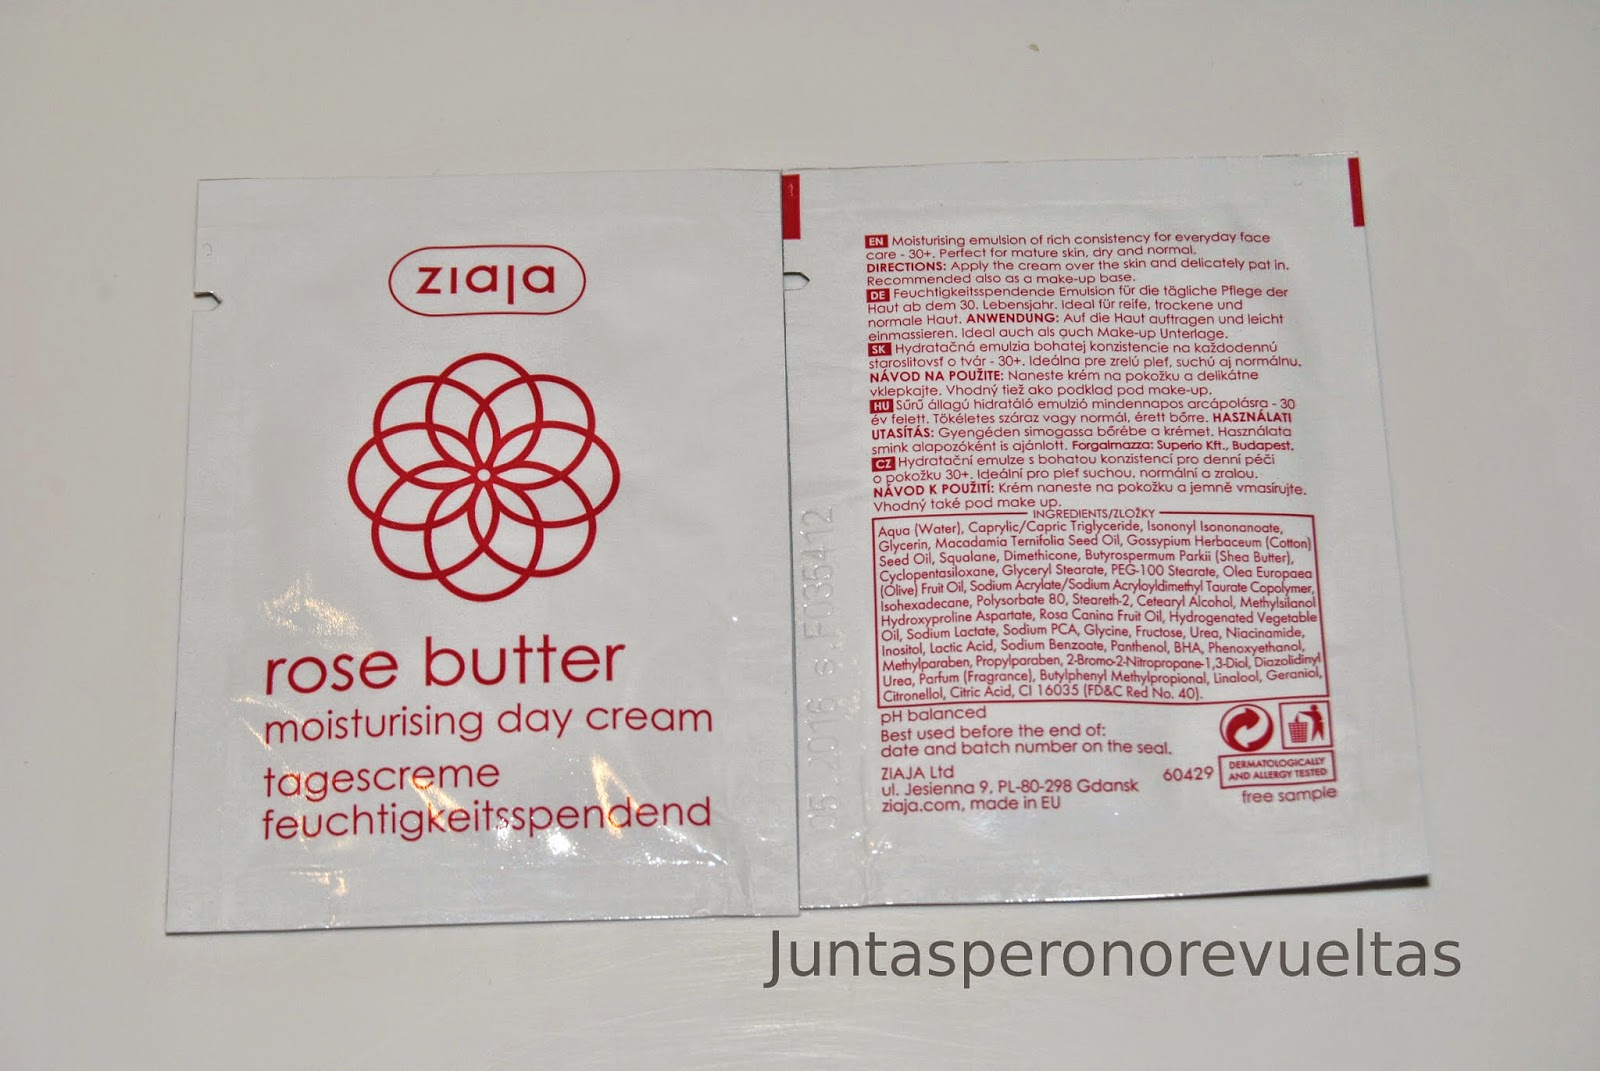 ziaja
rose butter
moisturising day cream
tagescreme
feuchtigkeitsspendend
EN Moisturising emulsion of rich consistency for everyday face
care - 30+. Perfect for mature skin, dry and normal.
DIRECTIONS: Apply the cream over the skin and delicately pat in.
Recommended also as a make-up base.
DE Feuchtigkeitsspendende Emulsion für die tägliche Pflege der
Haut ab dem 30. Lebensjahr. Ideal für reife, trockene und
normale Haut. ANWENDUNG: Auf die Haut auftragen und leicht
einmassieren. Ideal auch als auch Make-up Unterlage.
SK Hydratačná emulzia bohatej konzistencie na každodennú
staroslitovsť o tvár - 30+. Ideálna pre zrelú pleť, suchú aj normálnu.
NÁVOD NA POUŽITE: Naneste krém na pokožku a delikátne
vklepkajte. Vhodný tiež ako podklad pod make-up.
HU Sűrű állagú hidratáló emulzió mindennapos arcápolásra - 30
év felett. Tökéletes száraz vagy normál, érett bőrre. HASZNÁLATI
UTASÍTÁS: Gyengéden simogassa bőrébe a krémet. Használata
smink alapozóként is ajánlott. Forgalmazza: Superio Kft., Budapest.
CZ Hydratační emulze s bohatou konzistencí pro denní péči
o pokožku 30+. Ideální pro pleť suchou, normální a zralou.
NÁVOD K POUŽITÍ: Krém naneste na pokožku a jemně vmasírujte.
Vhodný také pod make up.
INGREDIENTS/ZLOŽKY
Aqua (Water), Caprylic/Capric Triglyceride, Isononyl Isononanoate,
Glycerin, Macadamia Ternifolia Seed Oil, Gossypium Herbaceum (Cotton)
Seed Oil, Squalane, Dimethicone, Butyrospermum Parkii (Shea Butter),
Cyclopentasiloxane, Glyceryl Stearate, PEG-100 Stearate, Olea Europaea
(Olive) Fruit Oil, Sodium Acrylate/Sodium Acryloyldimethyl Taurate Copolymer,
Isohexadecane, Polysorbate 80, Steareth-2, Cetearyl Alcohol, Methylsilanol
Hydroxyproline Aspartate, Rosa Canina Fruit Oil, Hydrogenated Vegetable
Oil, Sodium Lactate, Sodium PCA, Glycine, Fructose, Urea, Niacinamide,
Inositol, Lactic Acid, Sodium Benzoate, Panthenol, BHA, Phenoxyethanol,
Methylparaben, Propylparaben, 2-Bromo-2-Nitropropane-1,3-Diol, Diazolidinyl
Urea, Parfum (Fragrance), Butylphenyl Methylpropional, Linalool, Geraniol,
Citronellol, Citric Acid, CI 16035 (FD&C Red No. 40).
pH balanced
Best used before the end of:
date and batch number on the seal.
ZIAJA Ltd
ul. Jesienna 9, PL-80-298 Gdansk
ziaja.com, made in EU
60429
DERMATOLOGICALLY
AND ALLERGY TESTED
free sample
05.2016 s.F035412
Juntasperonorevueltas